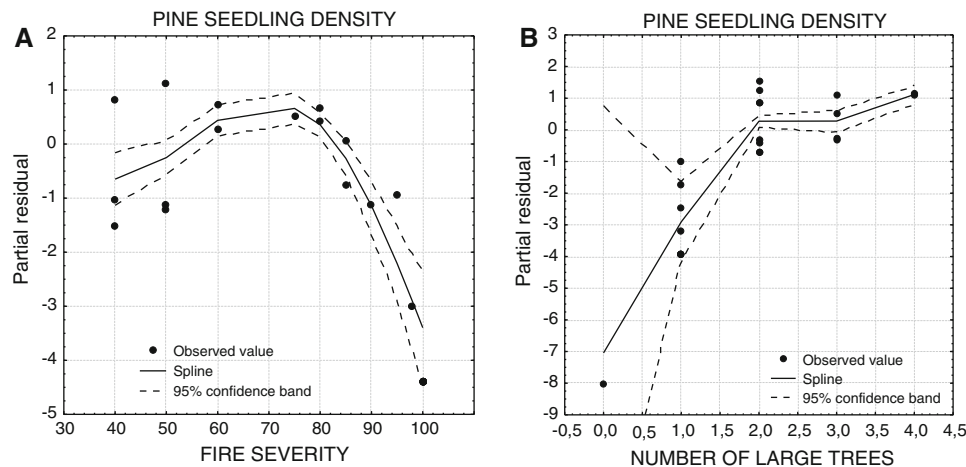 A
PINE SEEDLING DENSITY
2
1
0
-1
-2
-3
-4
-5
Partial residual
Observed value
Spline
95% confidence band
30 40 50 60 70 80 90 100
FIRE SEVERITY
B
PINE SEEDLING DENSITY
3
2
1
0
-1
-2
-3
-4
-5
-6
-7
-8
-9
Partial residual
Observed value
Spline
95% confidence band
-0,5 0,0 0,5 1,0 1,5 2,0 2,5 3,0 3,5 4,0 4,5
NUMBER OF LARGE TREES